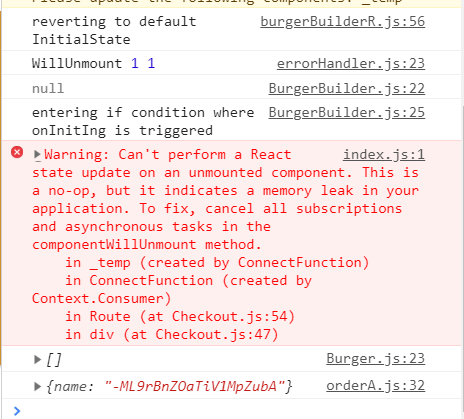 Please update the following components: _temp
reverting to default burgerBuilderR.js:56
InitialState
WillUnmount 1 1 errorHandler.js:23
null BurgerBuilder.js:22
entering if condition where BurgerBuilder.js:25
onInitIng is triggered
Warning: Can't perform a React index.js:1
state update on an unmounted component. This is
a no-op, but it indicates a memory leak in your
application. To fix, cancel all subscriptions
and asynchronous tasks in the
componentWillUnmount method.
in _temp (created by ConnectFunction)
in ConnectFunction (created by
Context.Consumer)
in Route (at Checkout.js:54)
in div (at Checkout.js:47)
[] Burger.js:23
{name: "-ML9rBnZOaTiV1MpZubA"} orderA.js:32